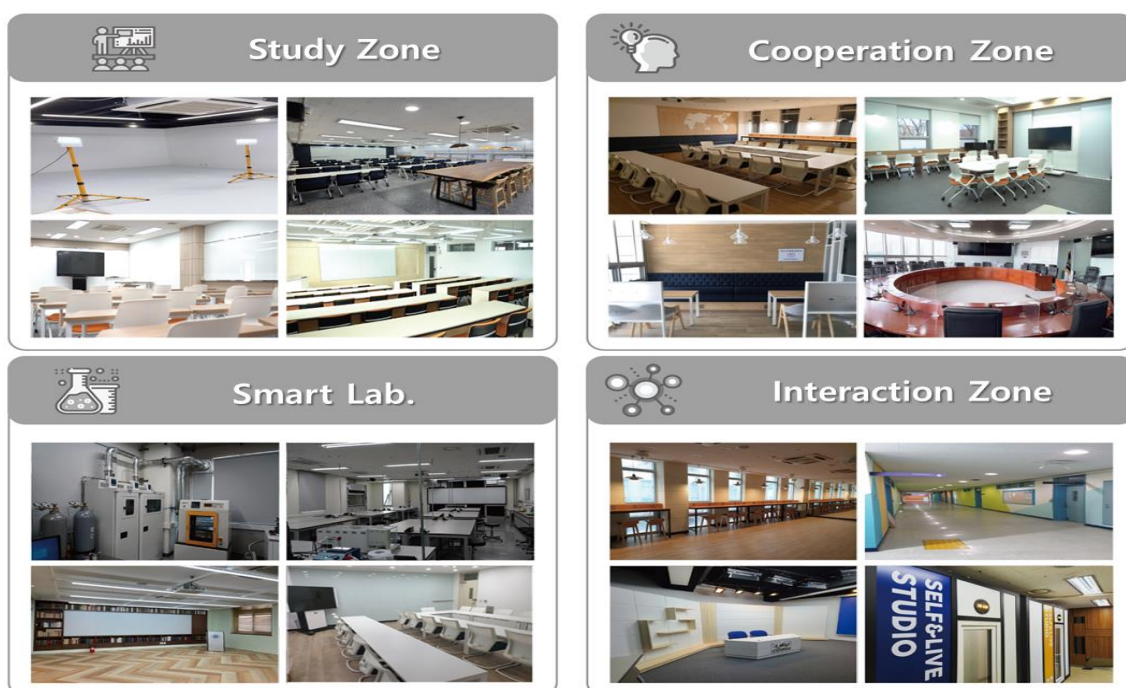 Study Zone
Cooperation Zone
Smart Lab.
Interaction Zone
SELF&LIVE
STUDIO